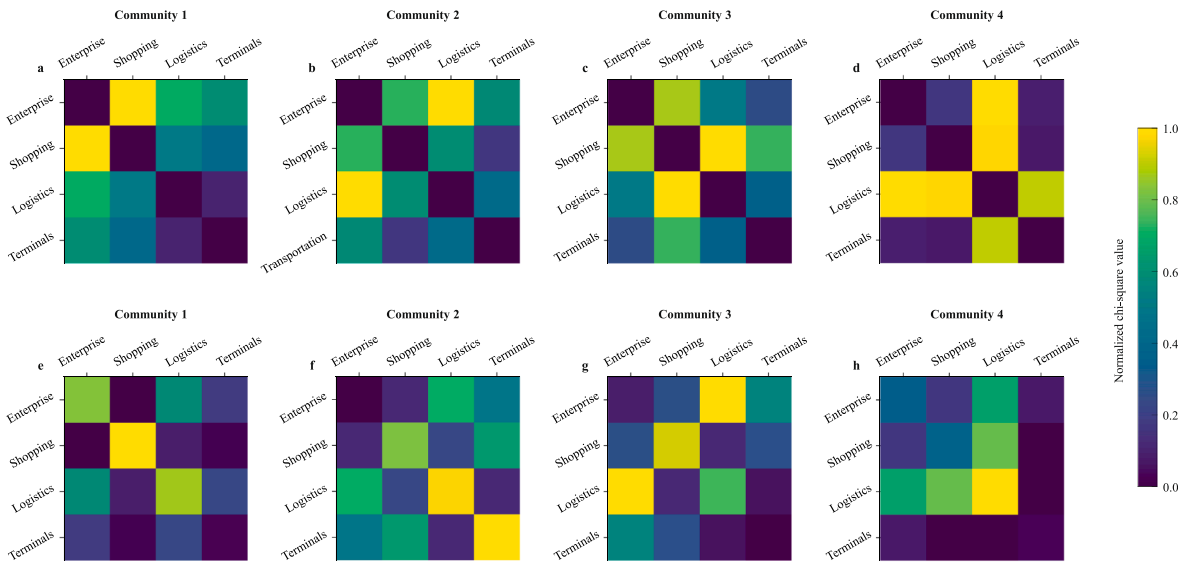 Community 1
Community 2
Community 3
Community 4
a
Enterprise
Shopping
Logistics
Terminals
b
Enterprise
Shopping
Logistics
Terminals
c
Enterprise
Shopping
Logistics
Terminals
d
Enterprise
Shopping
Logistics
Terminals
Enterprise
Shopping
Logistics
Terminals
Enterprise
Shopping
Logistics
Transportation
Enterprise
Shopping
Logistics
Terminals
Enterprise
Shopping
Logistics
Terminals
Community 1
Community 2
Community 3
Community 4
e
Enterprise
Shopping
Logistics
Terminals
f
Enterprise
Shopping
Logistics
Terminals
g
Enterprise
Shopping
Logistics
Terminals
h
Enterprise
Shopping
Logistics
Terminals
Enterprise
Shopping
Logistics
Terminals
Enterprise
Shopping
Logistics
Terminals
Enterprise
Shopping
Logistics
Terminals
Enterprise
Shopping
Logistics
Terminals
Normalized chi-square value
1.0
0.8
0.6
0.4
0.2
0.0